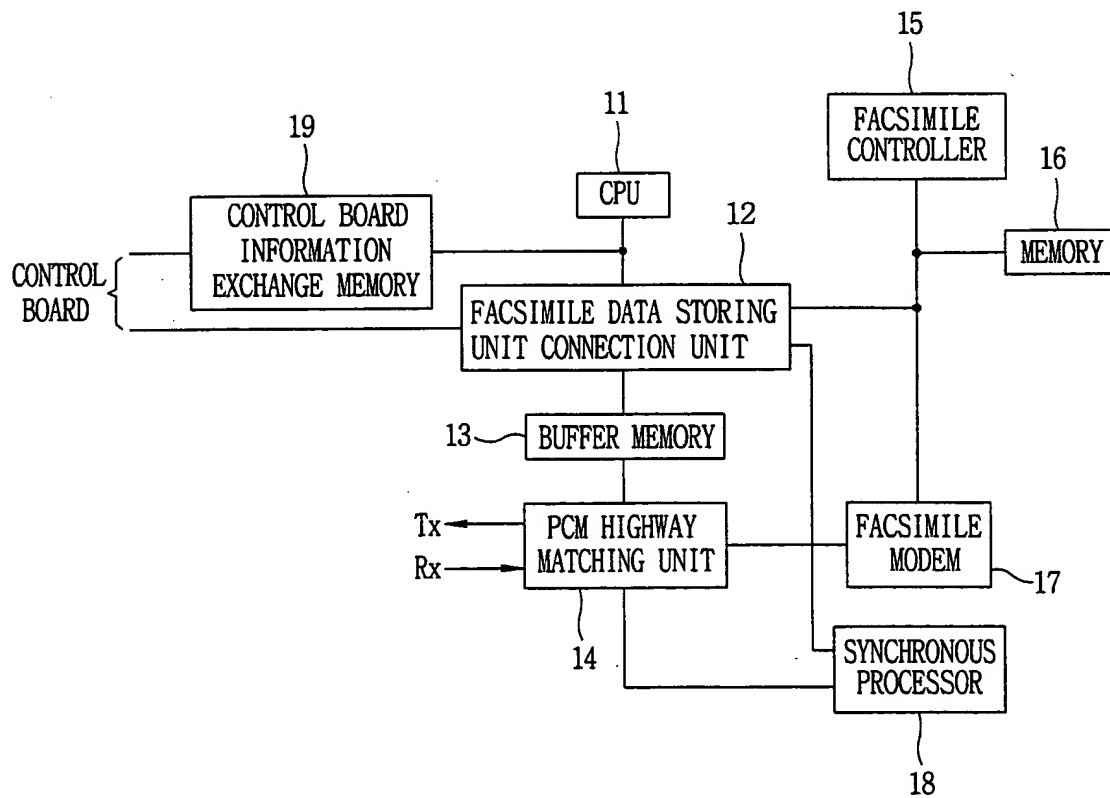 15
FACSIMILE
CONTROLLER
19
11
16
CONTROL BOARD
INFORMATION
EXCHANGE MEMORY
CPU
12
MEMORY
CONTROL
BOARD
FACSIMILE DATA STORING
UNIT CONNECTION UNIT
13
BUFFER MEMORY
Tx
Rx
PCM HIGHWAY
MATCHING UNIT
FACSIMILE
MODEM
17
14
SYNCHRONOUS
PROCESSOR
18